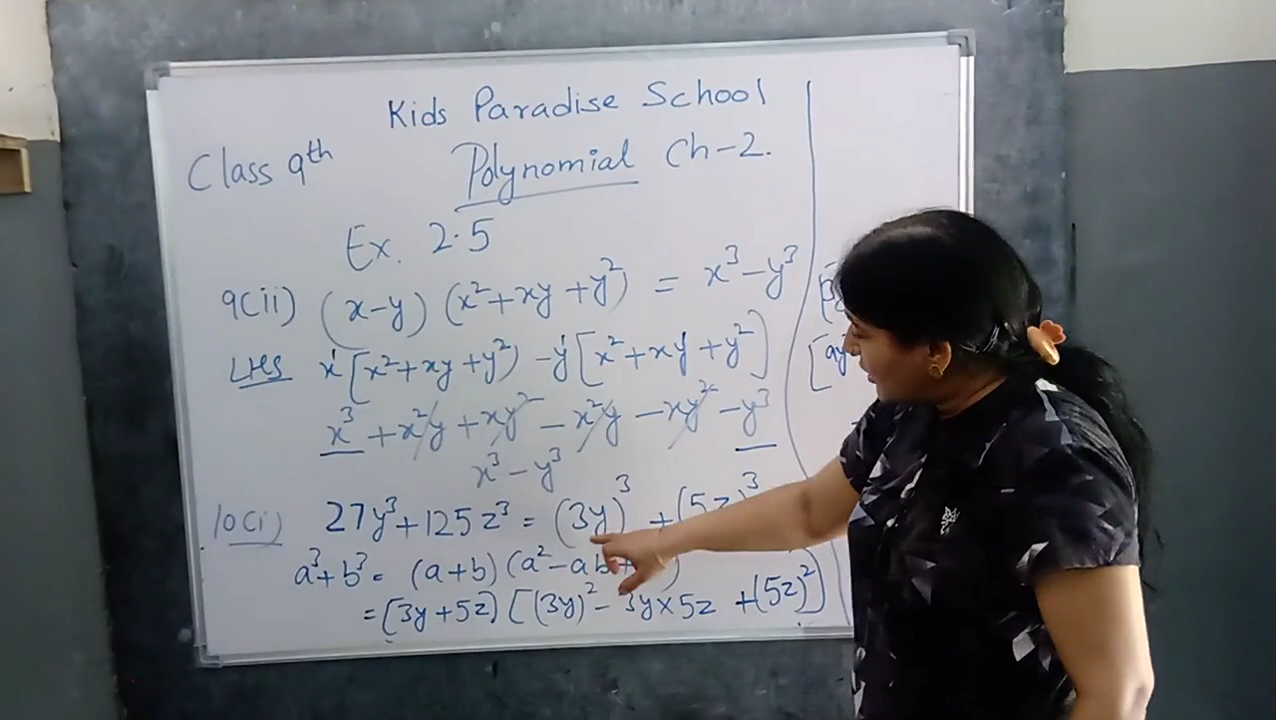 Kids Paradise School
Class 9th Polynomial Ch-2.
Ex. 2.5
9(ii) (x-y) (x²+xy+y²) = x³-y³
LHS x[x²+xy+y²) -y[x²+xy+y²]
x³+x²y+xy²-x²y-xy²-y³
x³-y³
10(i) 27y³+125z³ = (3y)³ +(5z)³
a³+b³= (a+b) (a²-ab+
=(3y+5z) [(3y)²-3y×5z +(5z)²)
[ay